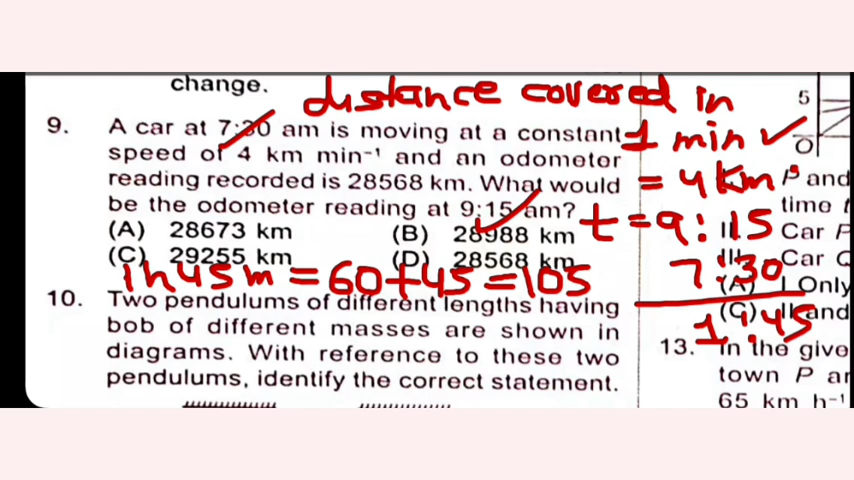 change.
distance covered in
9. A car at 7:30 am is moving at a constant
1 min ✓
speed of 4 km min⁻¹ and an odometer
reading recorded is 28568 km. What would
= 4 Km.
be the odometer reading at 9:15 am?
t = 9:15
(A) 28673 km (B) 28988 km
7:30
(C) 29255 km (D) 28568 km
1h 45 m = 60 + 45 = 105
1:45
10. Two pendulums of different lengths having
bob of different masses are shown in
diagrams. With reference to these two
pendulums, identify the correct statement.
5
O
P and
time
II. Car P
Car Q
(A) I Only
(C) II and
13. In the give
town P ar
65 km h⁻¹